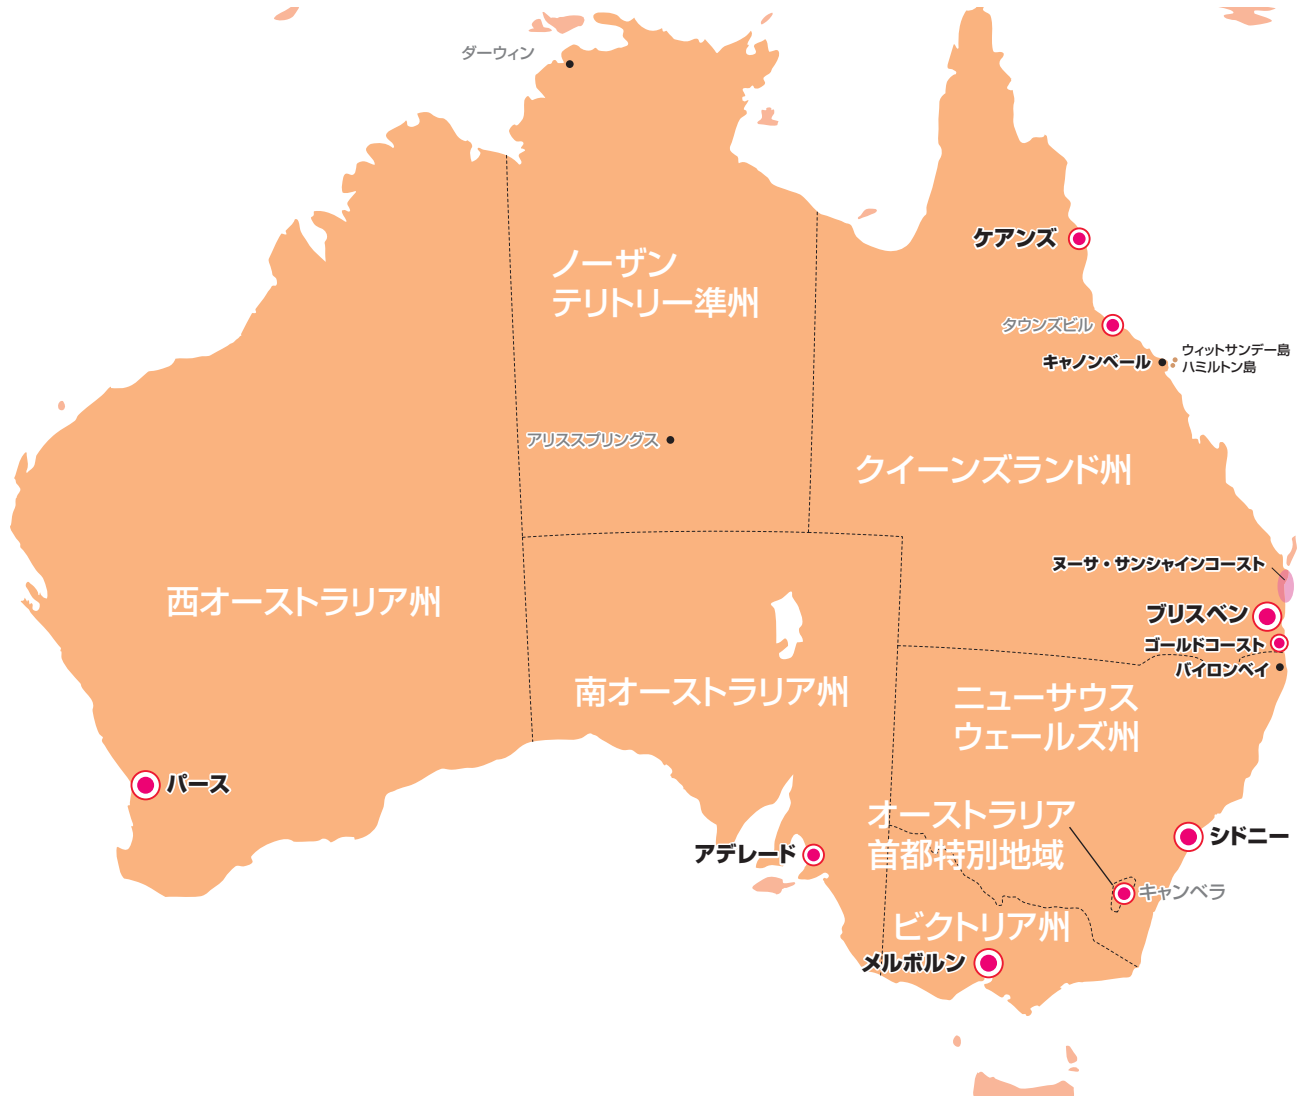 ダーウィン
ケアンズ
ノーザン
テリトリー準州
タウンズビル
ウィットサンデー島
キャノンベール
ハミルトン島
アリススプリングス
クイーンズランド州
ヌーサ・サンシャインコースト
西オーストラリア州
ブリスベン
ゴールドコースト
バイロンベイ
南オーストラリア州
ニューサウス
ウェールズ州
パース
オーストラリア
首都特別地域
シドニー
アデレード
キャンベラ
ビクトリア州
メルボルン